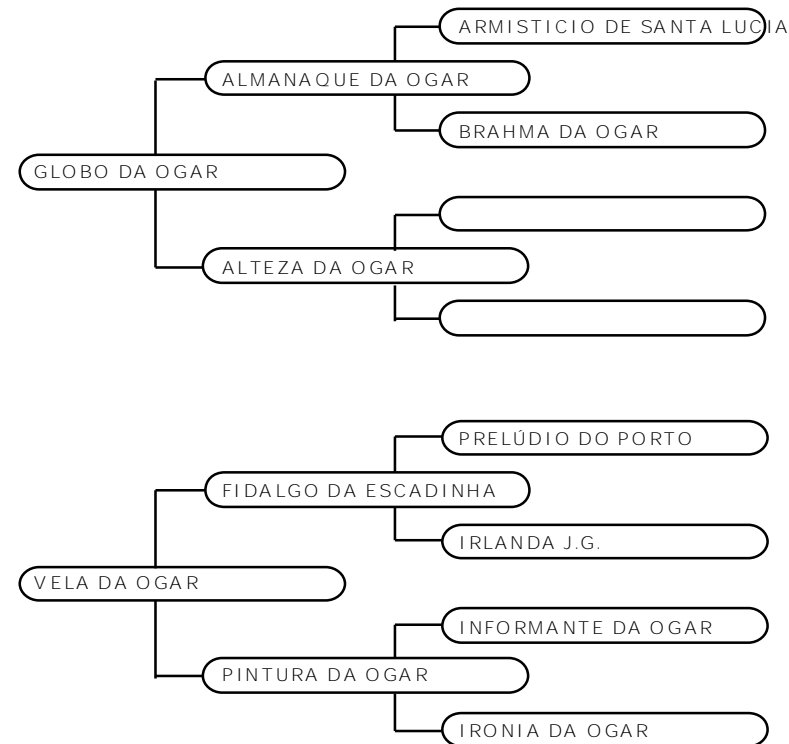 ARMISTICIO DE SANTA LUCIA
ALMANAQUE DA OGAR
BRAHMA DA OGAR
GLOBO DA OGAR
ALTEZA DA OGAR
PRELÚDIO DO PORTO
FIDALGO DA ESCADINHA
IRLANDA J.G.
VELA DA OGAR
INFORMANTE DA OGAR
PINTURA DA OGAR
IRONIA DA OGAR